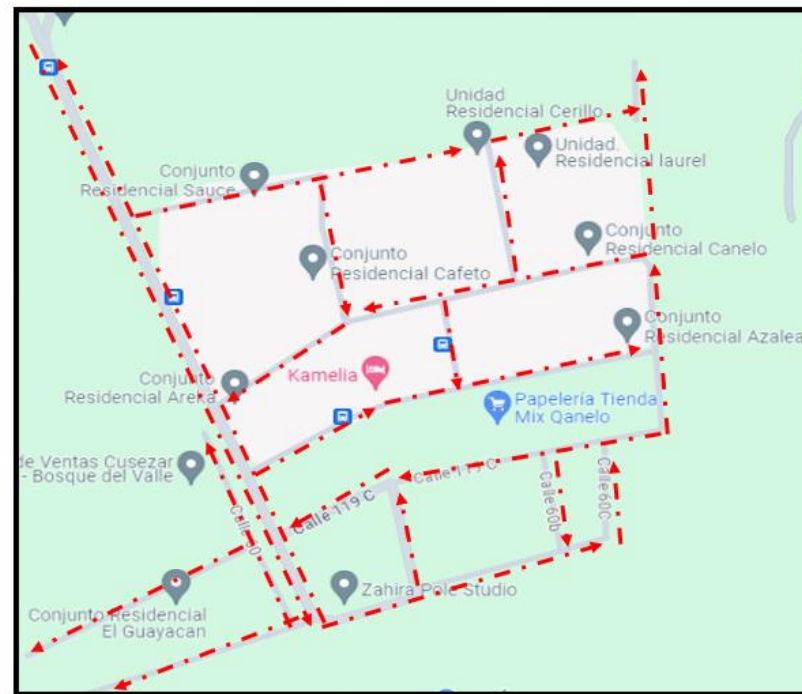 Unidad
Residencial Cerillo
Unidad.
Residencial laurel
Conjunto
Residencial Sauce
Conjunto
Residencial Canelo
Conjunto
Residencial Cafeto
Conjunto
Residencial Azalea
Kamelia
Conjunto
Residencial Areka
Papelería Tienda
Mix Qanelo
de Ventas Cusezar
- Bosque del Valle
Calle 119 C
Calle 119 C
Calle 60b
Calle 60C
Calle 60
Zahira Pole Studio
Conjunto Residencial
El Guayacan